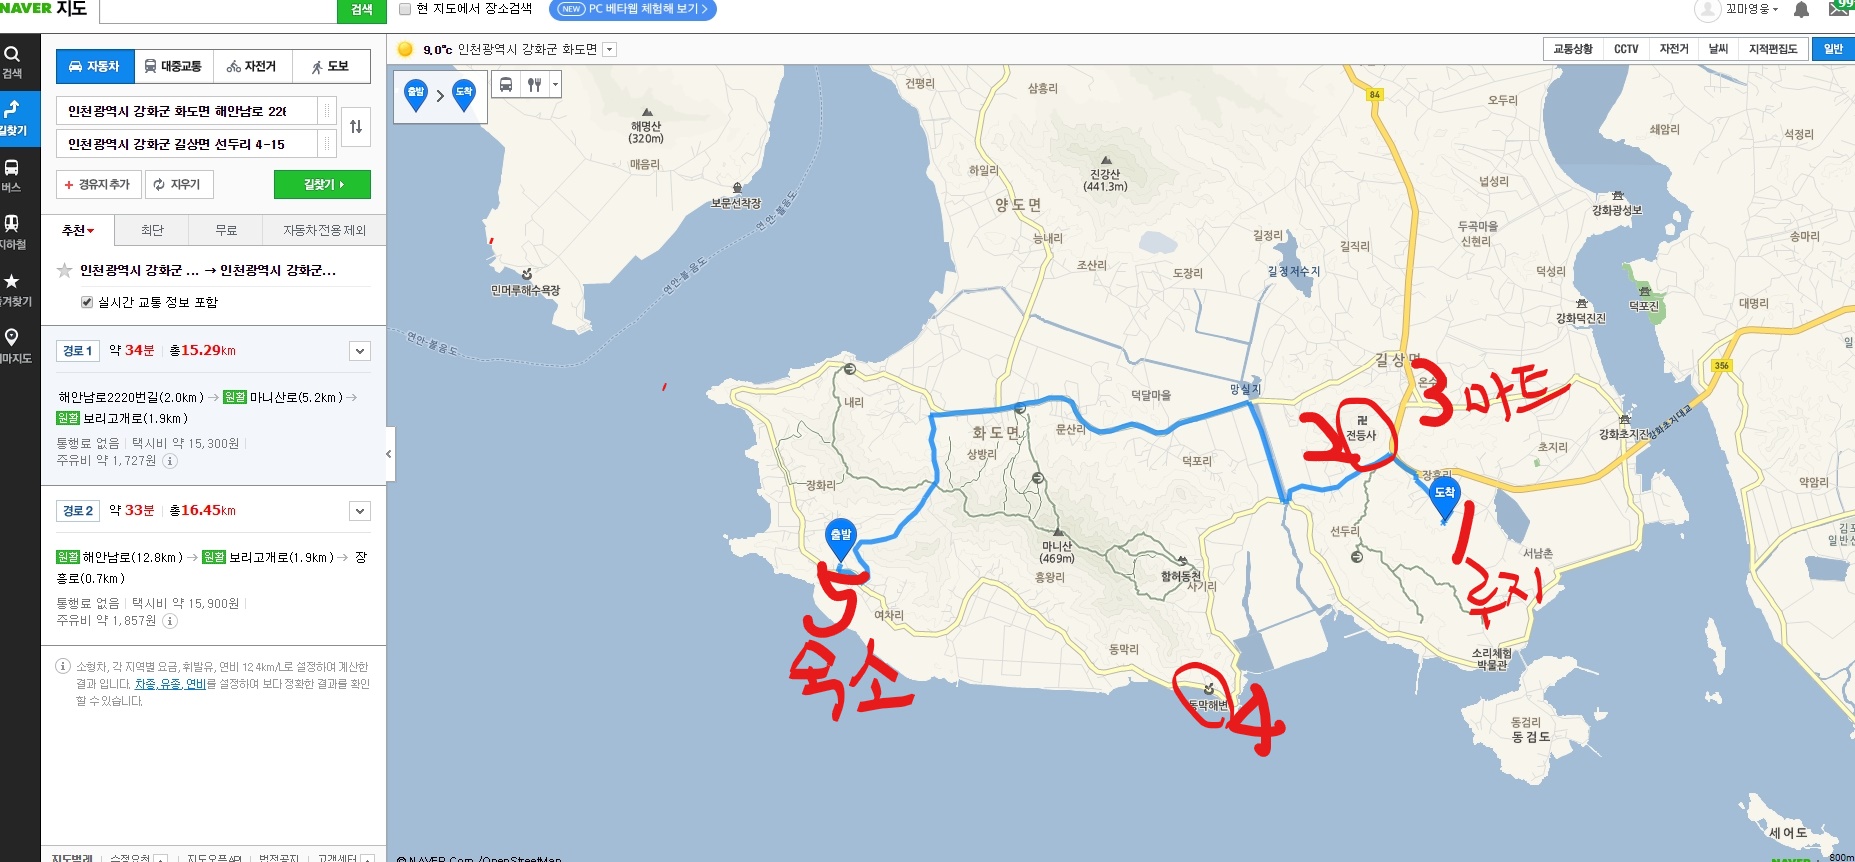 NAVER 지도
검색
현 지도에서 장소검색
NEW PC 베타웹 체험해 보기 >
꼬마영웅
검색
길찾기
버스
지하철
자동차
대중교통
자전거
도보
인천광역시 강화군 화도면 해안남로 226
인천광역시 강화군 길상면 선두리 4-15
+ 경유지 추가
지우기
길찾기
추천
최단
무료
자동차 전용 제외
인천광역시 강화군 ... → 인천광역시 강화군...
실시간 교통 정보 포함
경로 1 약 34분 총15.29km
해안남로2220번길(2.0km) → 원활 마니산로(5.2km) →
원활 보리고개로(1.9km)
통행료 없음 택시비 약 15,300원
주유비 약 1,727원
경로 2 약 33분 총16.45km
원활 해안남로(12.8km) → 원활 보리고개로(1.9km) → 장
흥로(0.7km)
통행료 없음 택시비 약 15,900원
주유비 약 1,857원
소형차, 각 지역별 요금, 휘발유, 연비 12.4km/L로 설정하여 계산한
결과 입니다. 차종, 유종, 연비를 설정하여 보다 정확한 결과를 확인
할 수 있습니다.
지도범례
수정요청
지도오픈API
법적공지
고객센터
9.0°c 인천광역시 강화군 화도면
교통상황
CCTV
자전거
날씨
지적편집도
일반
출발 > 도착
건평리
삼흥리
84
오두리
쇄암리
석정리
해명산
(320m)
매음리
보문선착장
하일리
진강산
(441.3m)
넙성리
양도면
강화광성보
두곡마을
신현리
송마리
능내리
길정리
길직리
조산리
도장리
길정저수지
덕성리
민머루해수욕장
연안-불음도
연안-불음도
강화덕진진
덕포진
대명리
길상면
356
내리
덕달마을
망실지
온수
3 마트
화도면
상방리
문산리
2
전등사
강화초지진
강화초지대교
초지리
덕포리
장흥리
장화리
도착
약암리
출발
선두리
1
루지
서남촌
마니산
(469m)
흥왕리
함허동천
사기리
5
목소
여차리
동막리
소리체험
박물관
동막해변
4
동검리
동검도
세어도
© NAVER Corp. /OpenStreetMap
NAVER
800m